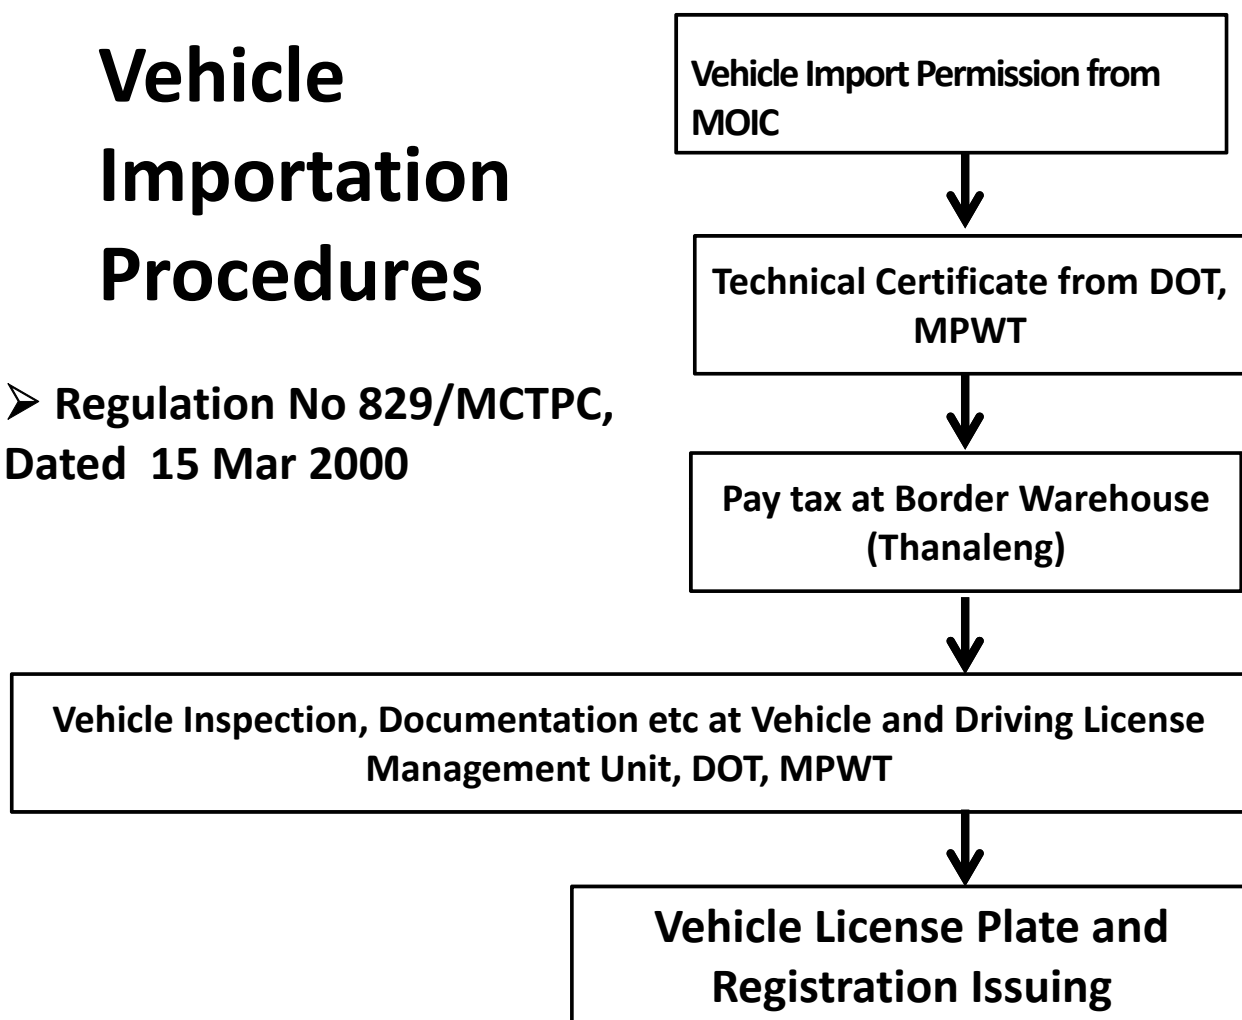 Vehicle
Importation
Procedures
➢ Regulation No 829/MCTPC,
Dated 15 Mar 2000
Vehicle Import Permission from
MOIC
Technical Certificate from DOT,
MPWT
Pay tax at Border Warehouse
(Thanaleng)
Vehicle Inspection, Documentation etc at Vehicle and Driving License
Management Unit, DOT, MPWT
Vehicle License Plate and
Registration Issuing